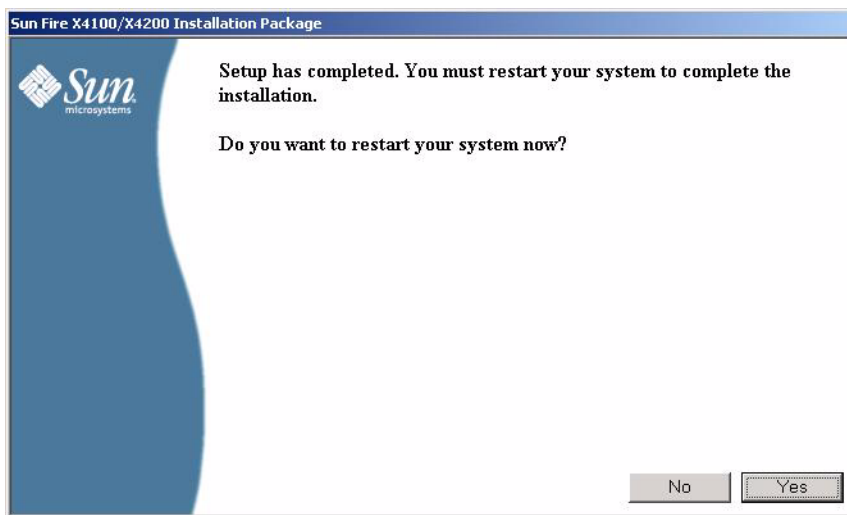 Sun Fire X4100/X4200 Installation Package
Sun
microsystems
Setup has completed. You must restart your system to complete the
installation.
Do you want to restart your system now?
No
Yes